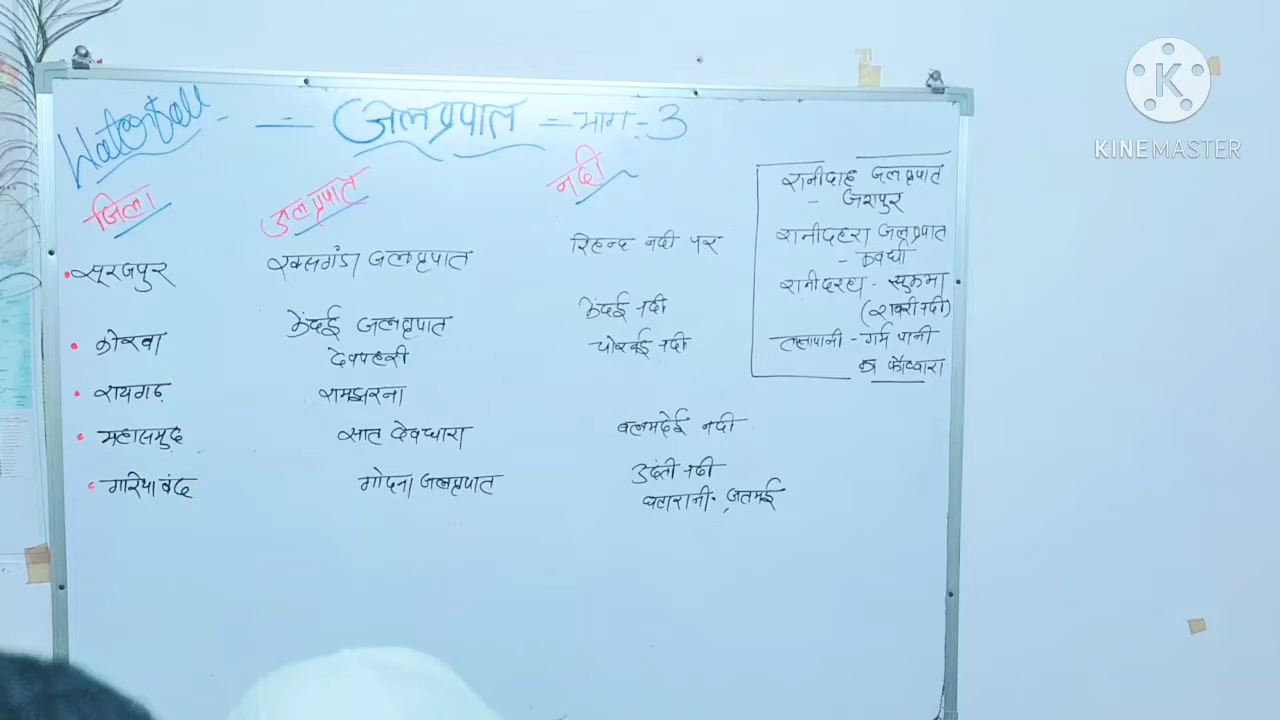 Waterfall - = जलप्रपात = भाग-3
जिला जलप्रपात नदी
सूरजपुर रक्सगंडा जलप्रपात रिहन्द नदी पर
कोरबा केंदई जलप्रपात केंदई नदी
देवपहरी चोरनई नदी
रायगढ़ रामझरना
महासमुंद सात देवधारा बलमदेई नदी
गरियाबंद गोदना जलप्रपात उदंती नदी
घटारानी - जतमई
रानीदाह जलप्रपात
- जशपुर
रानीदहरा जलप्रपात
- कवर्धा
रानीदरहा - सुकमा
(शबरी नदी)
तातापानी - गर्म पानी
का फौव्वारा
KINEMASTER